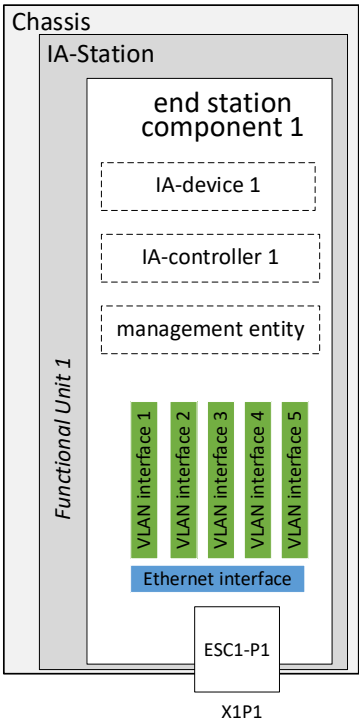 Chassis
IA-Station
end station
component 1
IA-device 1
IA-controller 1
management entity
Functional Unit 1
VLAN interface 1
VLAN interface 2
VLAN interface 3
VLAN interface 4
VLAN interface 5
Ethernet interface
ESC1-P1
X1P1